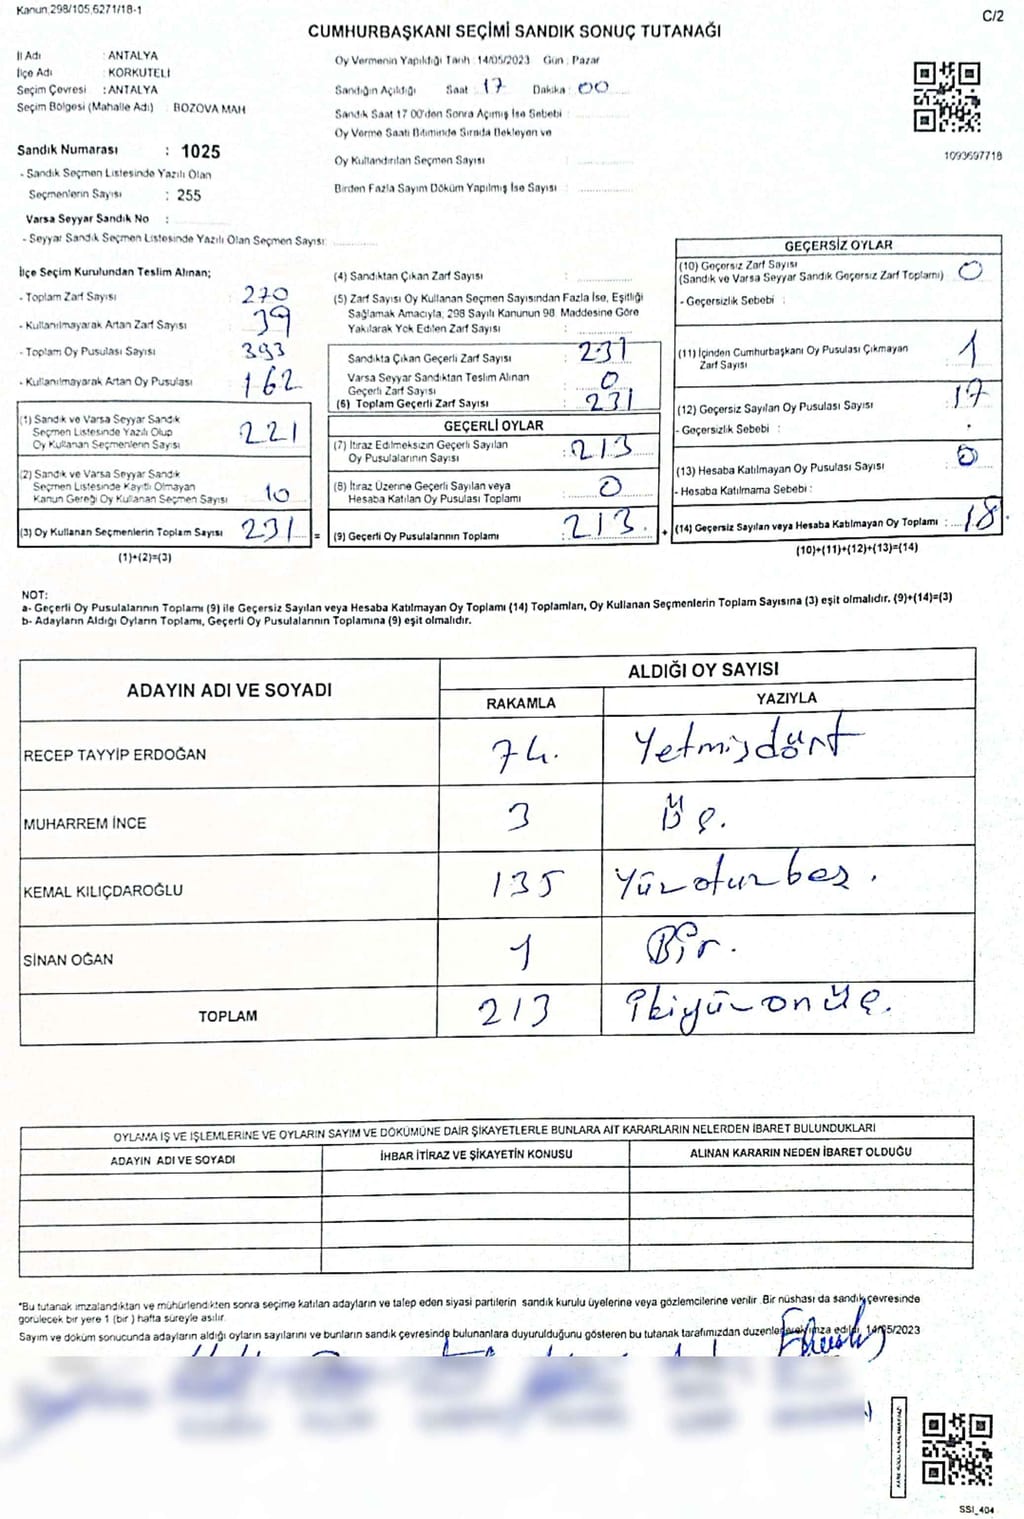 Kanun,298/105,6271/18-1
C/2
CUMHURBAŞKANI SEÇİMİ SANDIK SONUÇ TUTANAĞI
İl Adı : ANTALYA
İlçe Adı : KORKUTELİ
Seçim Çevresi : ANTALYA
Seçim Bölgesi (Mahalle Adı) : BOZOVA MAH
Sandık Numarası : 1025
- Sandık Seçmen Listesinde Yazılı Olan
Seçmenlerin Sayısı : 255
Varsa Seyyar Sandık No :
- Seyyar Sandık Seçmen Listesinde Yazılı Olan Seçmen Sayısı:
Oy Vermenin Yapıldığı Tarih :14/05/2023 Gün : Pazar
Sandığın Açıldığı Saat : 17 Dakika : 00
Sandık Saat 17 00'den Sonra Açımış İse Sebebi :
Oy Verme Saati Bitiminde Sırada Bekleyen ve
Oy Kullandırılan Seçmen Sayısı :
Birden Fazla Sayım Döküm Yapılmış İse Sayısı :
1093697718
İlçe Seçim Kurulundan Teslim Alınan;
- Toplam Zarf Sayısı : 270
- Kullanılmayarak Artan Zarf Sayısı : 39
- Toplam Oy Pusulası Sayısı : 393
- Kullanılmayarak Artan Oy Pusulası : 162
(1) Sandık ve Varsa Seyyar Sandık
Seçmen Listesinde Yazılı Olup
Oy Kullanan Seçmenlerin Sayısı : 221
(2) Sandık ve Varsa Seyyar Sandık
Seçmen Listesinde Kayıtlı Olmayan
Kanun Gereği Oy Kullanan Seçmen Sayısı : 10
(3) Oy Kullanan Seçmenlerin Toplam Sayısı : 231 =
(1)+(2)=(3)
(4) Sandıktan Çıkan Zarf Sayısı :
(5) Zarf Sayısı Oy Kullanan Seçmen Sayısından Fazla İse, Eşitliği
Sağlamak Amacıyla, 298 Sayılı Kanunun 98. Maddesine Göre
Yakılarak Yok Edilen Zarf Sayısı :
Sandıkta Çıkan Geçerli Zarf Sayısı : 231
Varsa Seyyar Sandıktan Teslim Alınan
Geçerli Zarf Sayısı : 0
(6) Toplam Geçerli Zarf Sayısı : 231
GEÇERLİ OYLAR
(7) İtiraz Edilmeksizin Geçerli Sayılan
Oy Pusulalarının Sayısı : 213
(8) İtiraz Üzerine Geçerli Sayılan veya
Hesaba Katılan Oy Pusulası Toplamı : 0
(9) Geçerli Oy Pusulalarının Toplamı : 213. +
GEÇERSİZ OYLAR
(10) Geçersiz Zarf Sayısı
(Sandık ve Varsa Seyyar Sandık Geçersiz Zarf Toplamı) : 0
- Geçersizlik Sebebi :
(11) İçinden Cumhurbaşkanı Oy Pusulası Çıkmayan
Zarf Sayısı : 1
(12) Geçersiz Sayılan Oy Pusulası Sayısı : 17
- Geçersizlik Sebebi :
(13) Hesaba Katılmayan Oy Pusulası Sayısı : 0
- Hesaba Katılmama Sebebi :
(14) Geçersiz Sayılan veya Hesaba Katılmayan Oy Toplamı : 18
(10)+(11)+(12)+(13)=(14)
NOT:
a- Geçerli Oy Pusulalarının Toplamı (9) ile Geçersiz Sayılan veya Hesaba Katılmayan Oy Toplamı (14) Toplamları, Oy Kullanan Seçmenlerin Toplam Sayısına (3) eşit olmalıdır. (9)+(14)=(3)
b- Adayların Aldığı Oyların Toplamı, Geçerli Oy Pusulalarının Toplamına (9) eşit olmalıdır.
ADAYIN ADI VE SOYADI ALDIĞI OY SAYISI
RAKAMLA YAZIYLA
RECEP TAYYİP ERDOĞAN 74. Yetmişdört
MUHARREM İNCE 3 Üç.
KEMAL KILIÇDAROĞLU 135 Yüzotuzbeş.
SİNAN OĞAN 1 Bir.
TOPLAM 213 İkiyüzonüç.
OYLAMA İŞ VE İŞLEMLERİNE VE OYLARIN SAYIM VE DÖKÜMÜNE DAİR ŞİKAYETLERLE BUNLARA AİT KARARLARIN NELERDEN İBARET BULUNDUKLARI
ADAYIN ADI VE SOYADI İHBAR İTİRAZ VE ŞİKAYETİN KONUSU ALINAN KARARIN NEDEN İBARET OLDUĞU
*Bu tutanak imzalandıktan ve mühürlendikten sonra seçime katılan adayların ve talep eden siyasi partilerin sandık kurulu üyelerine veya gözlemcilerine verilir. Bir nüshası da sandık çevresinde
görülecek bir yere 1 (bir) hafta süreyle asılır.
Sayım ve döküm sonucunda adayların aldığı oyların sayılarını ve bunların sandık çevresinde bulunanlara duyurulduğunu gösteren bu tutanak tarafımızdan düzenlenerek imza edildi. 14/05/2023
SSI_404